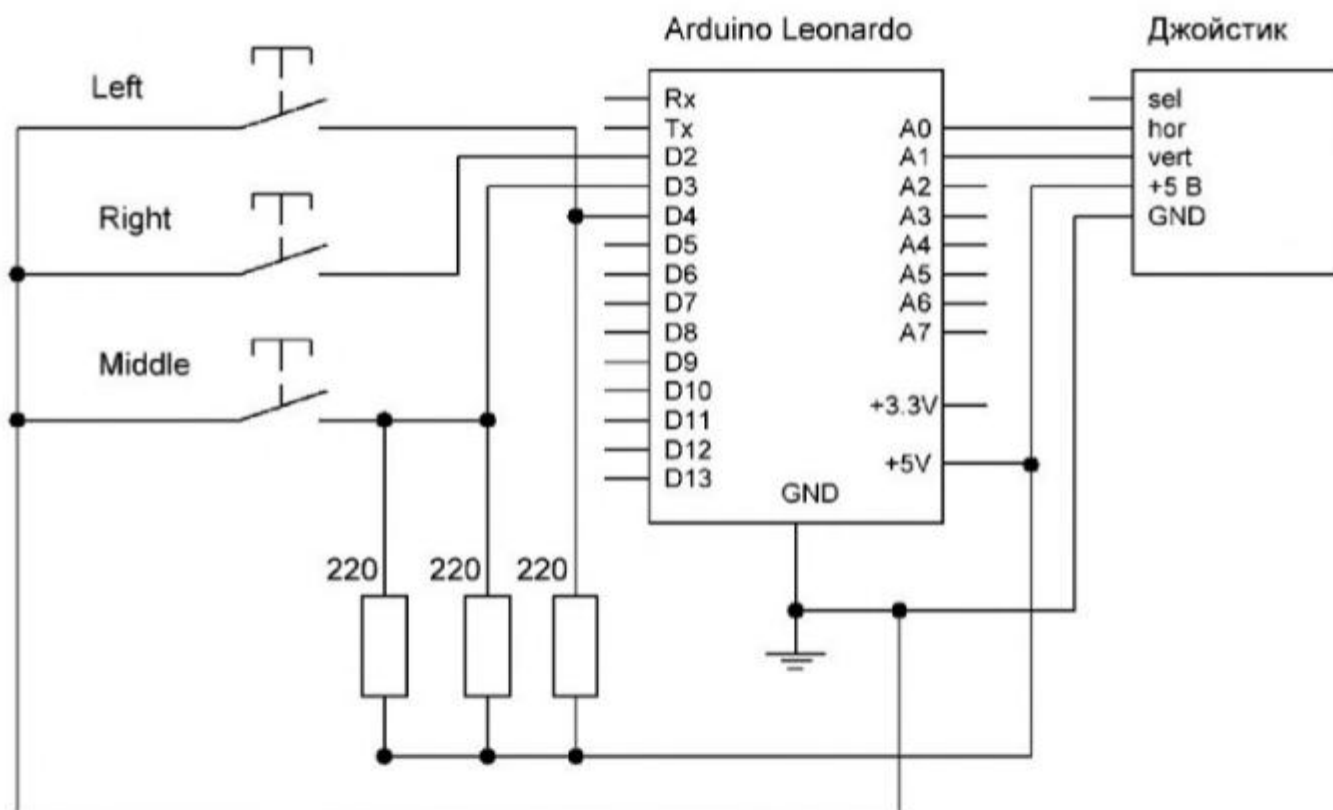 Arduino Leonardo
Джойстик
Left
Right
Middle
Rx
Tx
D2
D3
D4
D5
D6
D7
D8
D9
D10
D11
D12
D13
A0
A1
A2
A3
A4
A5
A6
A7
+3.3V
+5V
GND
sel
hor
vert
+5 В
GND
220 220 220